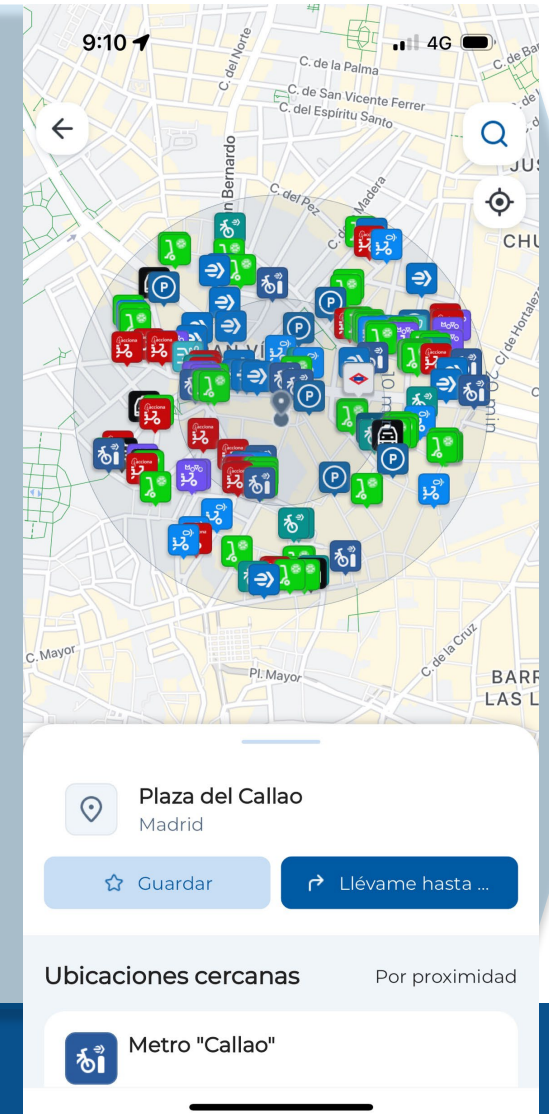 9:10
4G
C. de la Palma
C. del Norte
C. de San Vicente Ferrer
C. del Espíritu Santo
n Bernardo
C. del Pez
Madera
JUS
CHU
C/ de Hortaleza
C. Mayor
Pl. Mayor
C. de la Cruz
BARR
LAS L
Plaza del Callao
Madrid
Guardar
Llévame hasta ...
Ubicaciones cercanas
Por proximidad
Metro "Callao"